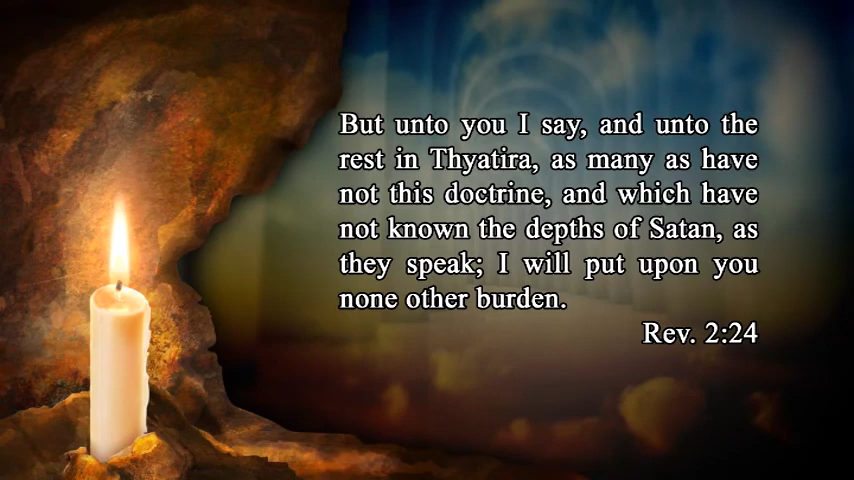 But unto you I say, and unto the
rest in Thyatira, as many as have
not this doctrine, and which have
not known the depths of Satan, as
they speak; I will put upon you
none other burden.
Rev. 2:24